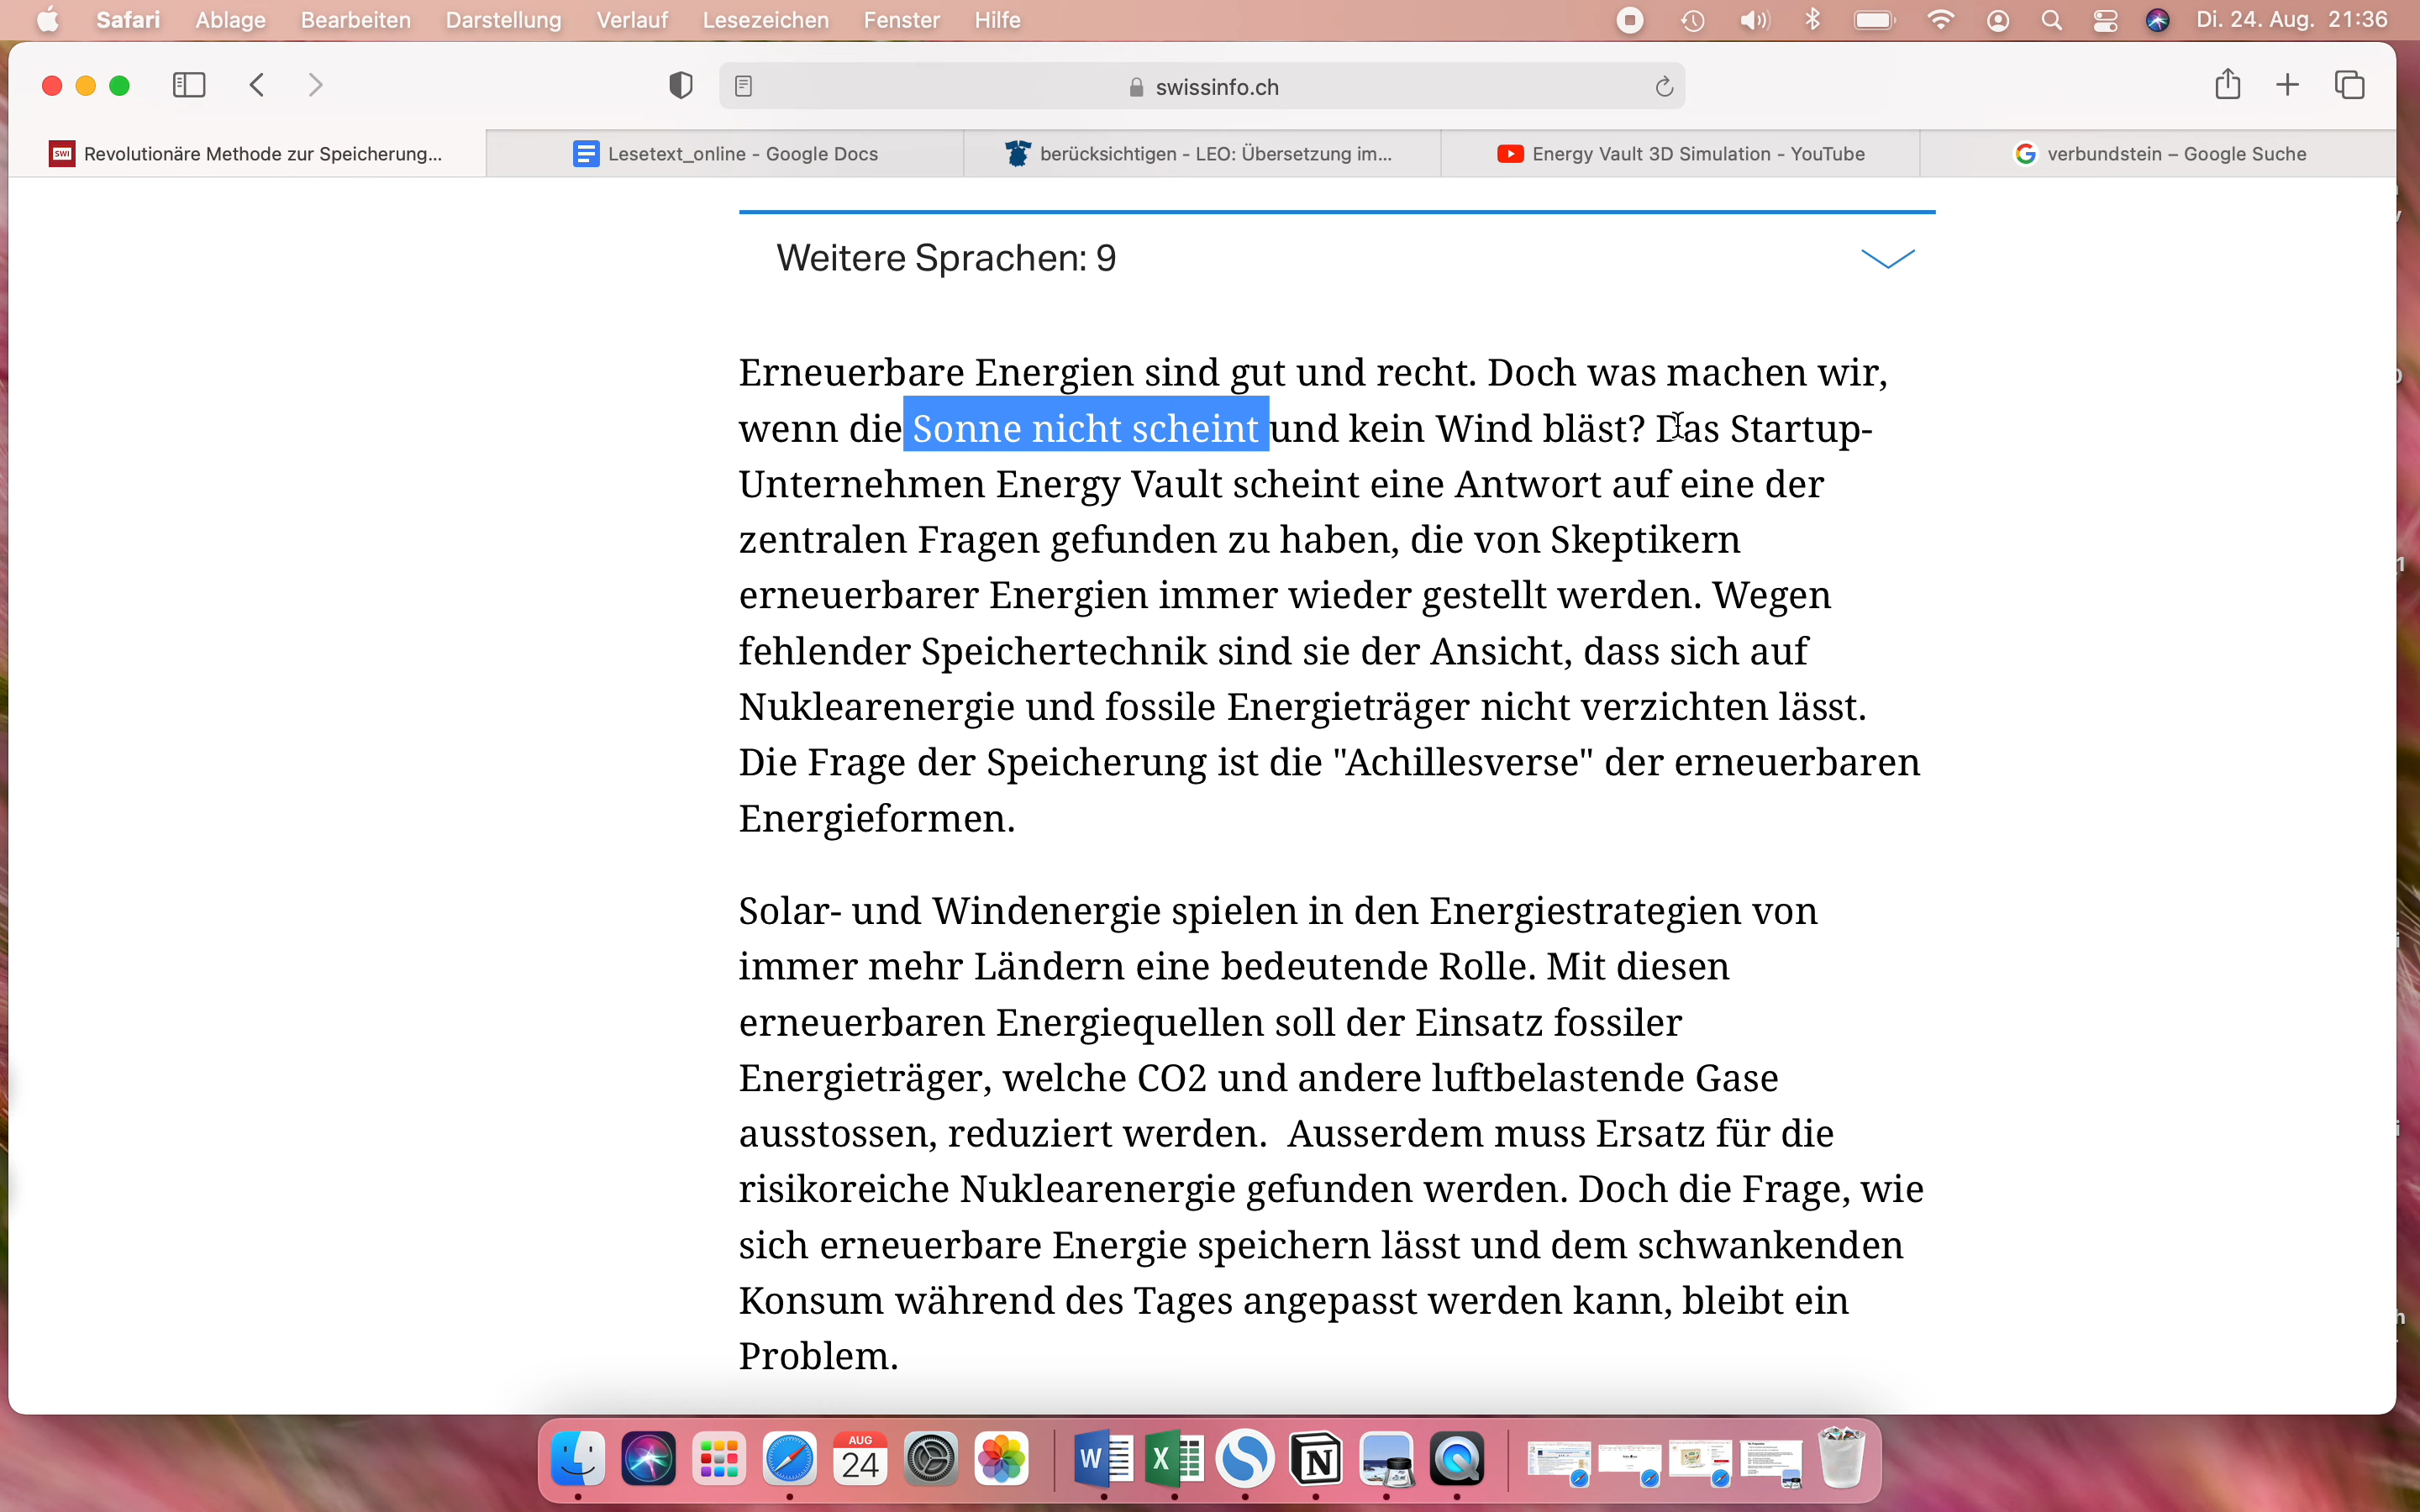 Safari Ablage Bearbeiten Darstellung Verlauf Lesezeichen Fenster Hilfe Di. 24. Aug. 21:36
swissinfo.ch
SWI Revolutionäre Methode zur Speicherung... Lesetext_online - Google Docs berücksichtigen - LEO: Übersetzung im... Energy Vault 3D Simulation - YouTube verbundstein – Google Suche
Weitere Sprachen: 9
Erneuerbare Energien sind gut und recht. Doch was machen wir,
wenn die Sonne nicht scheint und kein Wind bläst? Das Startup-
Unternehmen Energy Vault scheint eine Antwort auf eine der
zentralen Fragen gefunden zu haben, die von Skeptikern
erneuerbarer Energien immer wieder gestellt werden. Wegen
fehlender Speichertechnik sind sie der Ansicht, dass sich auf
Nuklearenergie und fossile Energieträger nicht verzichten lässt.
Die Frage der Speicherung ist die "Achillesverse" der erneuerbaren
Energieformen.
Solar- und Windenergie spielen in den Energiestrategien von
immer mehr Ländern eine bedeutende Rolle. Mit diesen
erneuerbaren Energiequellen soll der Einsatz fossiler
Energieträger, welche CO2 und andere luftbelastende Gase
ausstossen, reduziert werden. Ausserdem muss Ersatz für die
risikoreiche Nuklearenergie gefunden werden. Doch die Frage, wie
sich erneuerbare Energie speichern lässt und dem schwankenden
Konsum während des Tages angepasst werden kann, bleibt ein
Problem.
AUG
24